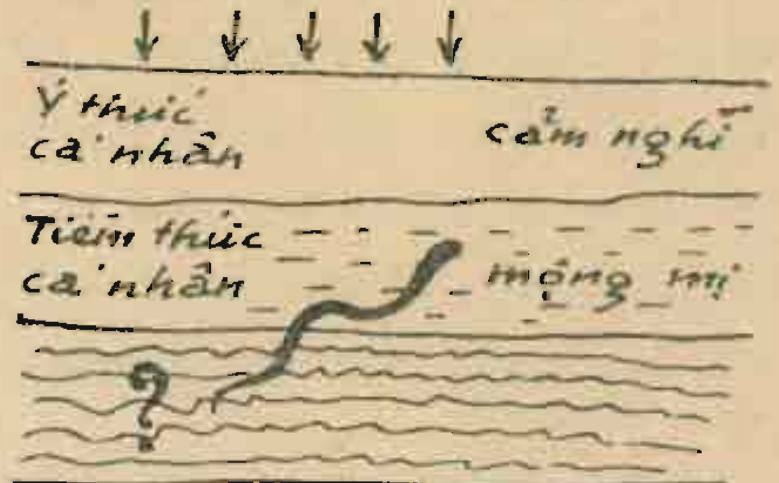 Ý thức
cá nhân
cảm nghĩ
Tiềm thức
cá nhân
mộng mị
?